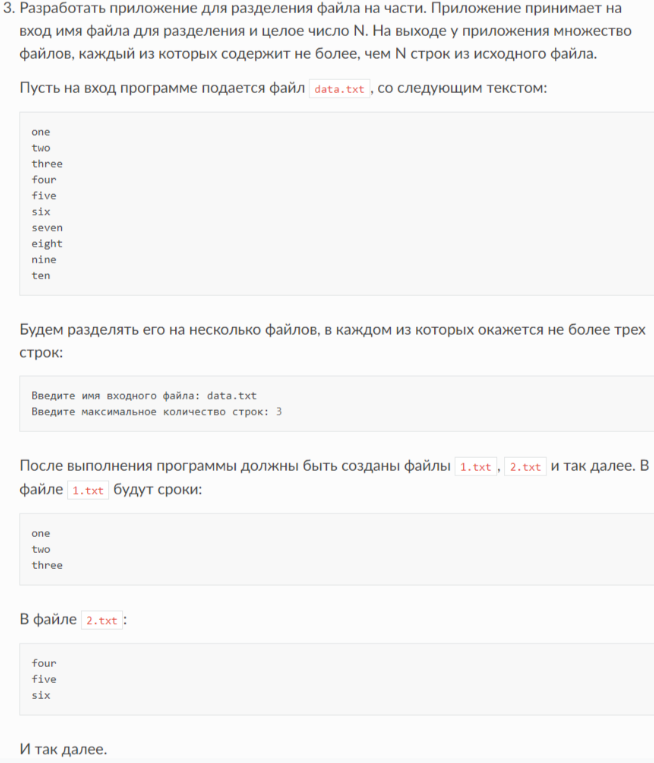 3. Разработать приложение для разделения файла на части. Приложение принимает на
вход имя файла для разделения и целое число N. На выходе у приложения множество
файлов, каждый из которых содержит не более, чем N строк из исходного файла.
Пусть на вход программе подается файл data.txt, со следующим текстом:
one
two
three
four
five
six
seven
eight
nine
ten
Будем разделять его на несколько файлов, в каждом из которых окажется не более трех
строк:
Введите имя входного файла: data.txt
Введите максимальное количество строк: 3
После выполнения программы должны быть созданы файлы 1.txt, 2.txt и так далее. В
файле 1.txt будут сроки:
one
two
three
В файле 2.txt:
four
five
six
И так далее.